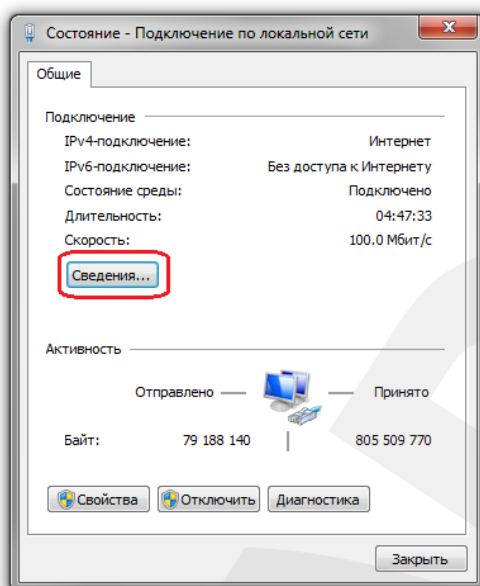 Состояние - Подключение по локальной сети
Общие
Подключение
IPv4-подключение: Интернет
IPv6-подключение: Без доступа к Интернету
Состояние среды: Подключено
Длительность: 04:47:33
Скорость: 100.0 Мбит/с
Сведения...
Активность
Отправлено — Принято
Байт: 79 188 140 805 509 770
Свойства Отключить Диагностика
Закрыть